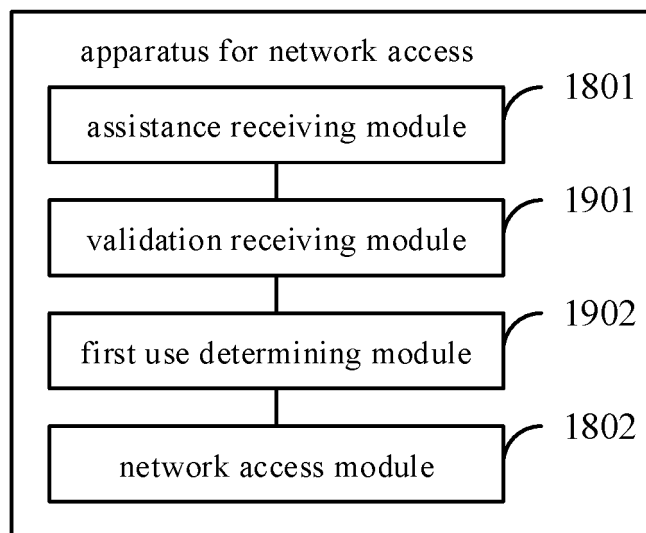 apparatus for network access
1801
assistance receiving module
1901
validation receiving module
1902
first use determining module
1802
network access module